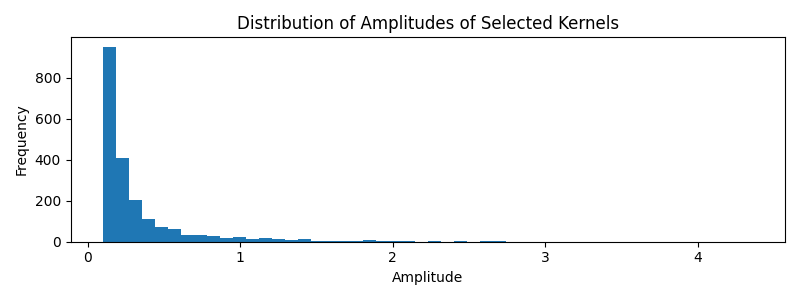 Distribution of Amplitudes of Selected Kernels
Frequency
800
600
400
200
0
0 1 2 3 4
Amplitude